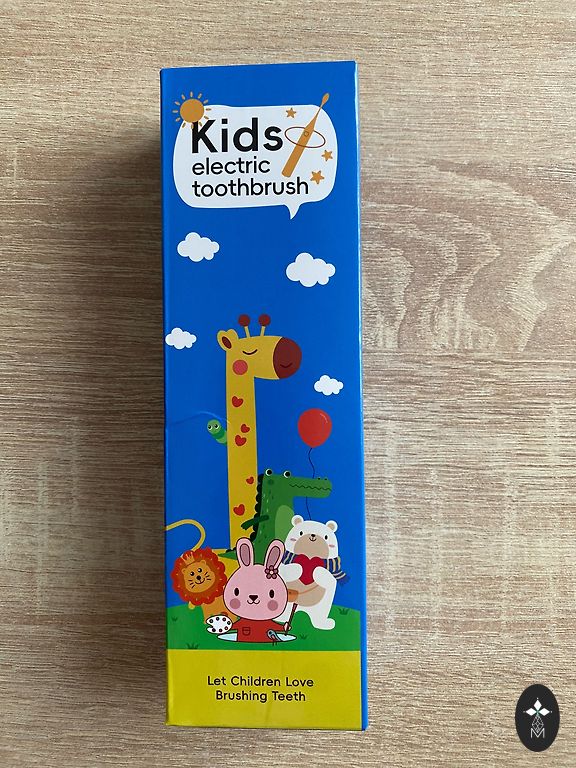 Kids
electric
toothbrush
Let Children Love
Brushing Teeth
M